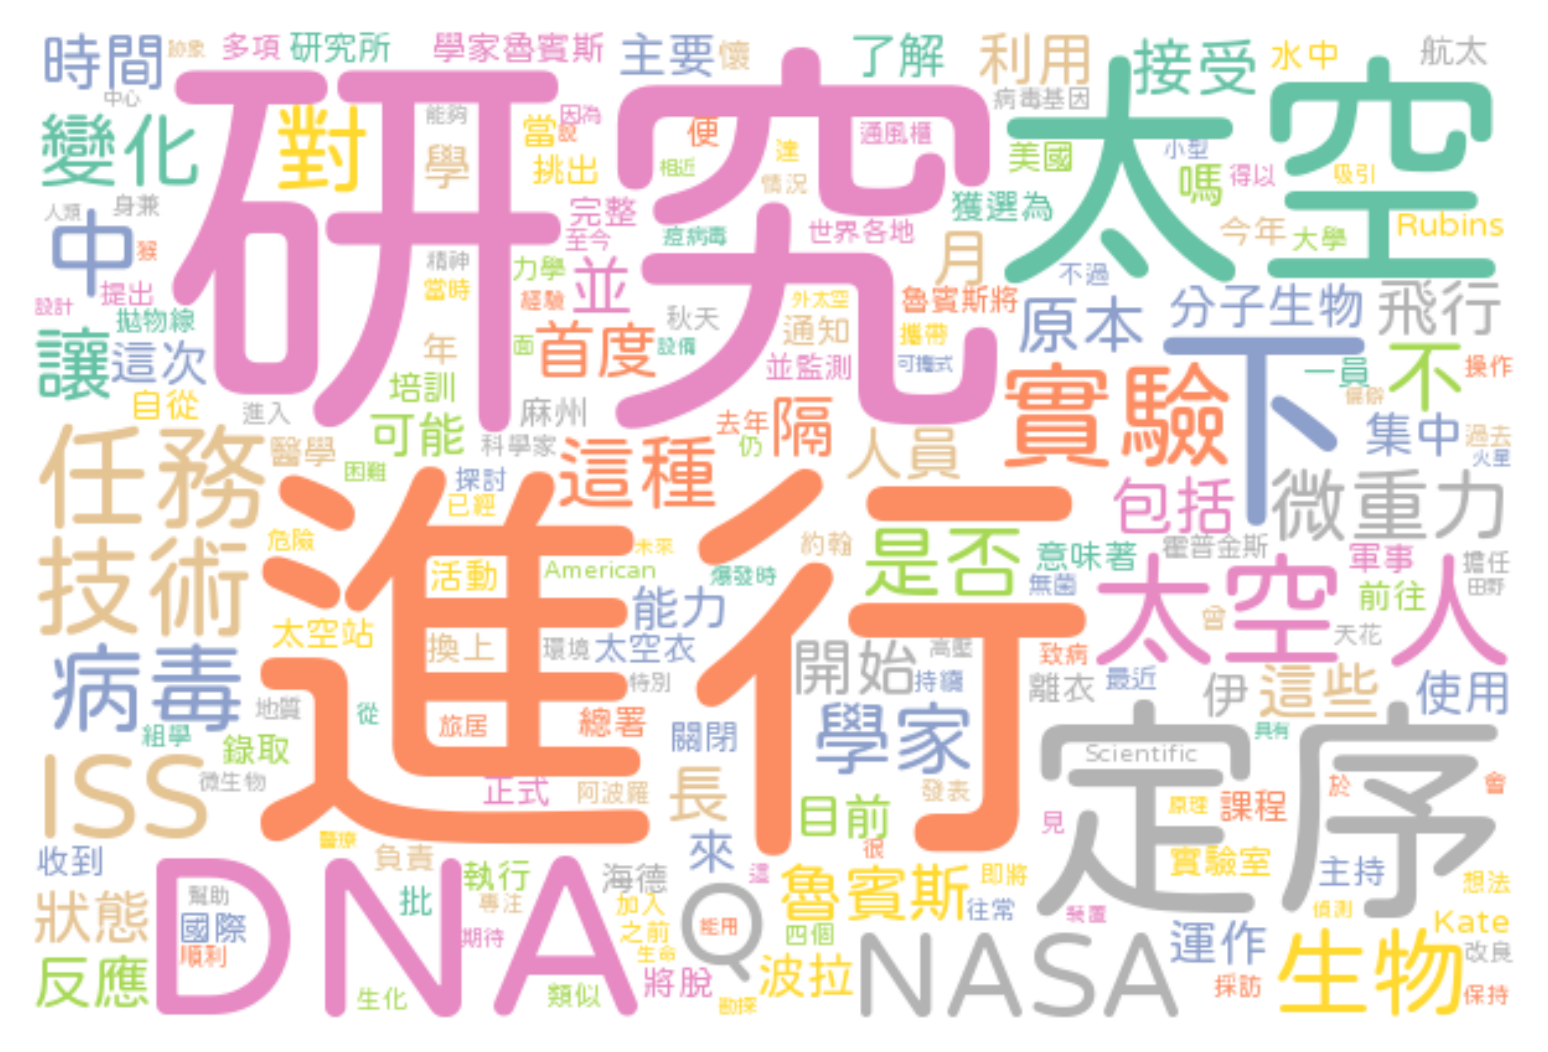 時間
跡象
多項
研究所
學家魯賓斯
主要
懷
了解
利用
接受
水中
航太
中心
研究
太空
病毒基因
能夠
因為
變化
對
學
當
說
挑出
便
相近
達
情況
通風櫃
美國
小型
嗎
得以
吸引
人類
身兼
中
猴
完整
至今
痘病毒
世界各地
獲選為
月
今年
大學
Rubins
精神
力學
並
不過
設計
提出
拋物線
當時
經驗
秋天
外太空
通知
魯賓斯將
攜帶
原本
分子生物
飛行
讓
這次
年
面
首度
設備
並監測
可攜式
下
一員
不
操作
儷俗
自從
進入
培訓
麻州
去年
仍
隔
實驗
集中
過去
火星
任務
醫學
困難
可能
科學家
探討
已經
這種
人員
包括
微重力
技術
危險
進行
活動
American
未來
爆發時
約翰
是否
意味著
無菌
霍普金斯
軍事
擔任
田野
前往
太空人
太空站
換上
環境
能力
太空衣
特別
開始
高壓
持續
致病
離衣
最近
曾
天花
伊
這些
使用
病毒
地質
從
旅居
總署
關閉
學家
定序
具有
組學
錄取
微生物
ISS
正式
阿波羅
長
發表
目前
很
Scientific
原理
課程
於
會
見
收到
醫療
負責
執行
海德
來
這
魯賓斯
即將
往常
實驗室
主持
想法
狀態
幫助
國際
順利
DNA
批
專注
期待
加入
之前
生命
Q
能用
四個
裝置
偵測
Kate
運作
反應
生化
類似
將脫
勘探
波拉
NASA
採訪
生物
改良
保持